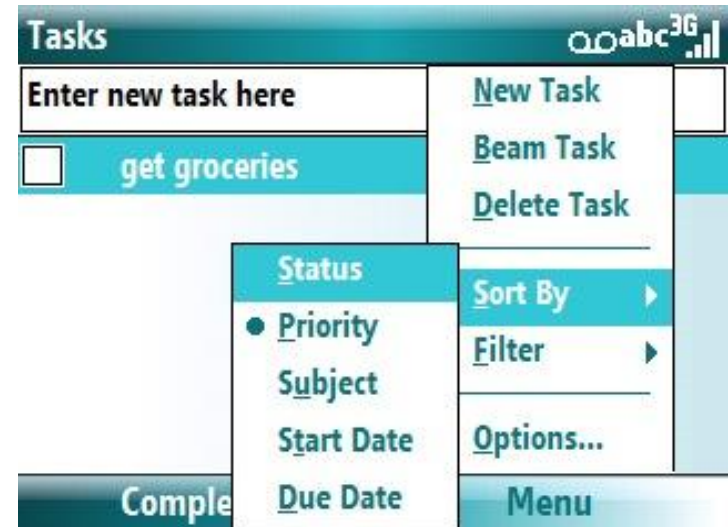 Tasks abc 3G
Enter new task here
get groceries
New Task
Beam Task
Delete Task
Sort By
Filter
Options...
Status
Priority
Subject
Start Date
Due Date
Comple
Menu